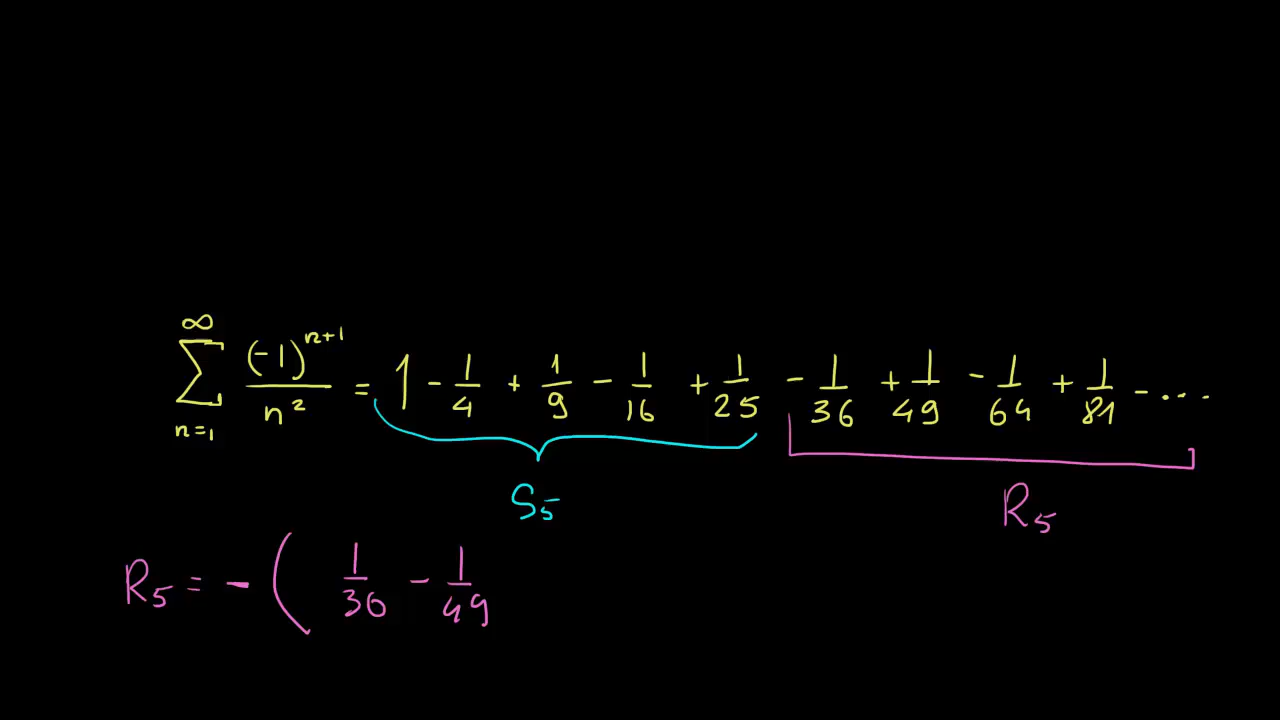 ∞
∑ (-1)^(n+1) / n² = 1 - 1/4 + 1/9 - 1/16 + 1/25 - 1/36 + 1/49 - 1/64 + 1/81 - ....
n=1
S₅ R₅
R₅ = - ( 1/36 - 1/49